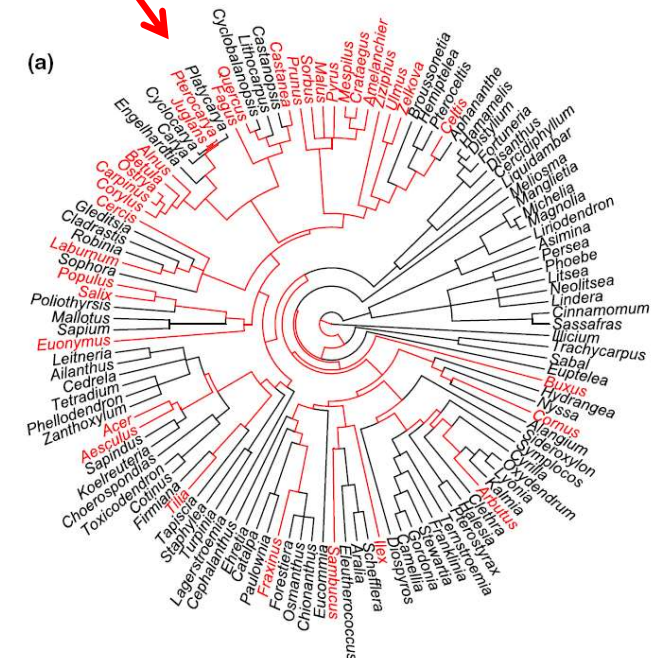 (a)
Cyclobalanopsis
Lithocarpus
Castanopsis
Castanea
Prunus
Sorbus
Malus
Pyrus
Mespilus
Crataegus
Amelanchier
Ziziphus
Ulmus
Zelkova
Broussonetia
Hemiptelea
Pteroceltis
Celtis
Aphananthe
Hamamelis
Distylium
Fortuneria
Disanthus
Cercidiphyllum
Liquidambar
Meliosma
Manglietia
Michelia
Magnolia
Liriodendron
Asimina
Persea
Phoebe
Litsea
Neolitsea
Lindera
Cinnamomum
Sassafras
Illicium
Trachycarpus
Sabal
Euptelea
Buxus
Hydrangea
Nyssa
Cornus
Alangium
Sideroxylon
Symplocos
Cyrilla
Oxydendrum
Lyonia
Kalmia
Arbutus
Clethra
Halesia
Pterostyrax
Ternstroemia
Franklinia
Stewartia
Gordonia
Camellia
Diospyros
Ilex
Schefflera
Aralia
Eleutherococcus
Sambucus
Eucommia
Chionanthus
Osmanthus
Forestiera
Fraxinus
Paulownia
Catalpa
Ehretia
Cephalanthus
Lagerstroemia
Turpinia
Staphylea
Tapiscia
Tilia
Firmiana
Cotinus
Toxicodendron
Choerospondias
Koelreuteria
Sapindus
Aesculus
Acer
Zanthoxylum
Phellodendron
Tetradium
Cedrela
Ailanthus
Leitneria
Euonymus
Sapium
Mallotus
Poliothyrsis
Salix
Populus
Sophora
Laburnum
Robinia
Cladrastis
Gleditsia
Cercis
Corylus
Carpinus
Ostrya
Betula
Alnus
Engelhardtia
Carya
Cyclocarya
Juglans
Pterocarya
Platycarya
Fagus
Quercus